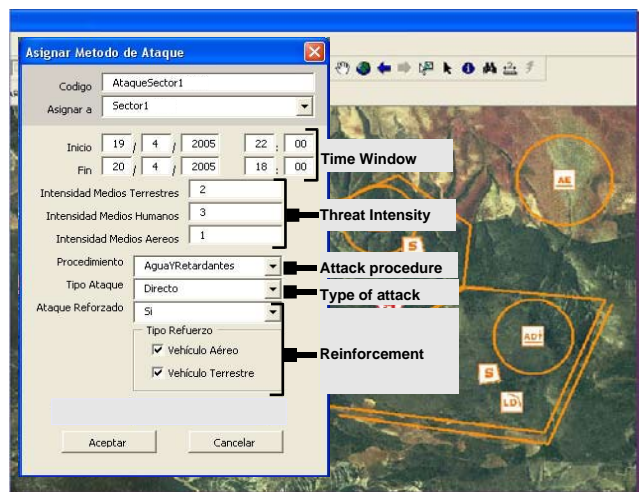 Asignar Metodo de Ataque
Codigo AtaqueSector1
Asignar a Sector1
Inicio 19 / 4 / 2005 22 : 00
Fin 20 / 4 / 2005 18 : 00
Time Window
Intensidad Medios Terrestres 2
Intensidad Medios Humanos 3
Intensidad Medios Aereos 1
Threat Intensity
Procedimiento AguaYRetardantes
Attack procedure
Tipo Ataque Directo
Type of attack
Ataque Reforzado Si
Tipo Refuerzo
Vehículo Aéreo
Vehículo Terrestre
Reinforcement
Aceptar Cancelar
AE
S
AD
S
LD